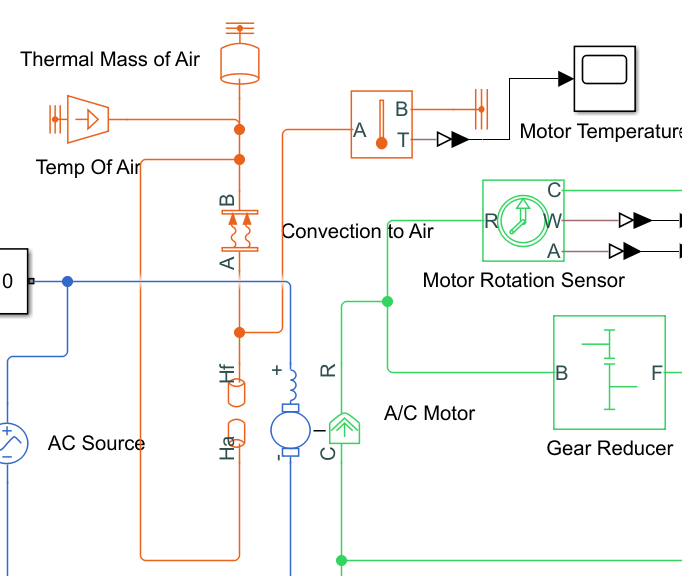 Thermal Mass of Air
B
A
T
Motor Temperature
Temp Of Air
B
C
R
W
A
Convection to Air
A
Motor Rotation Sensor
0
Hf
+
R
B
F
A/C Motor
+
-
AC Source
Ha
-
C
Gear Reducer